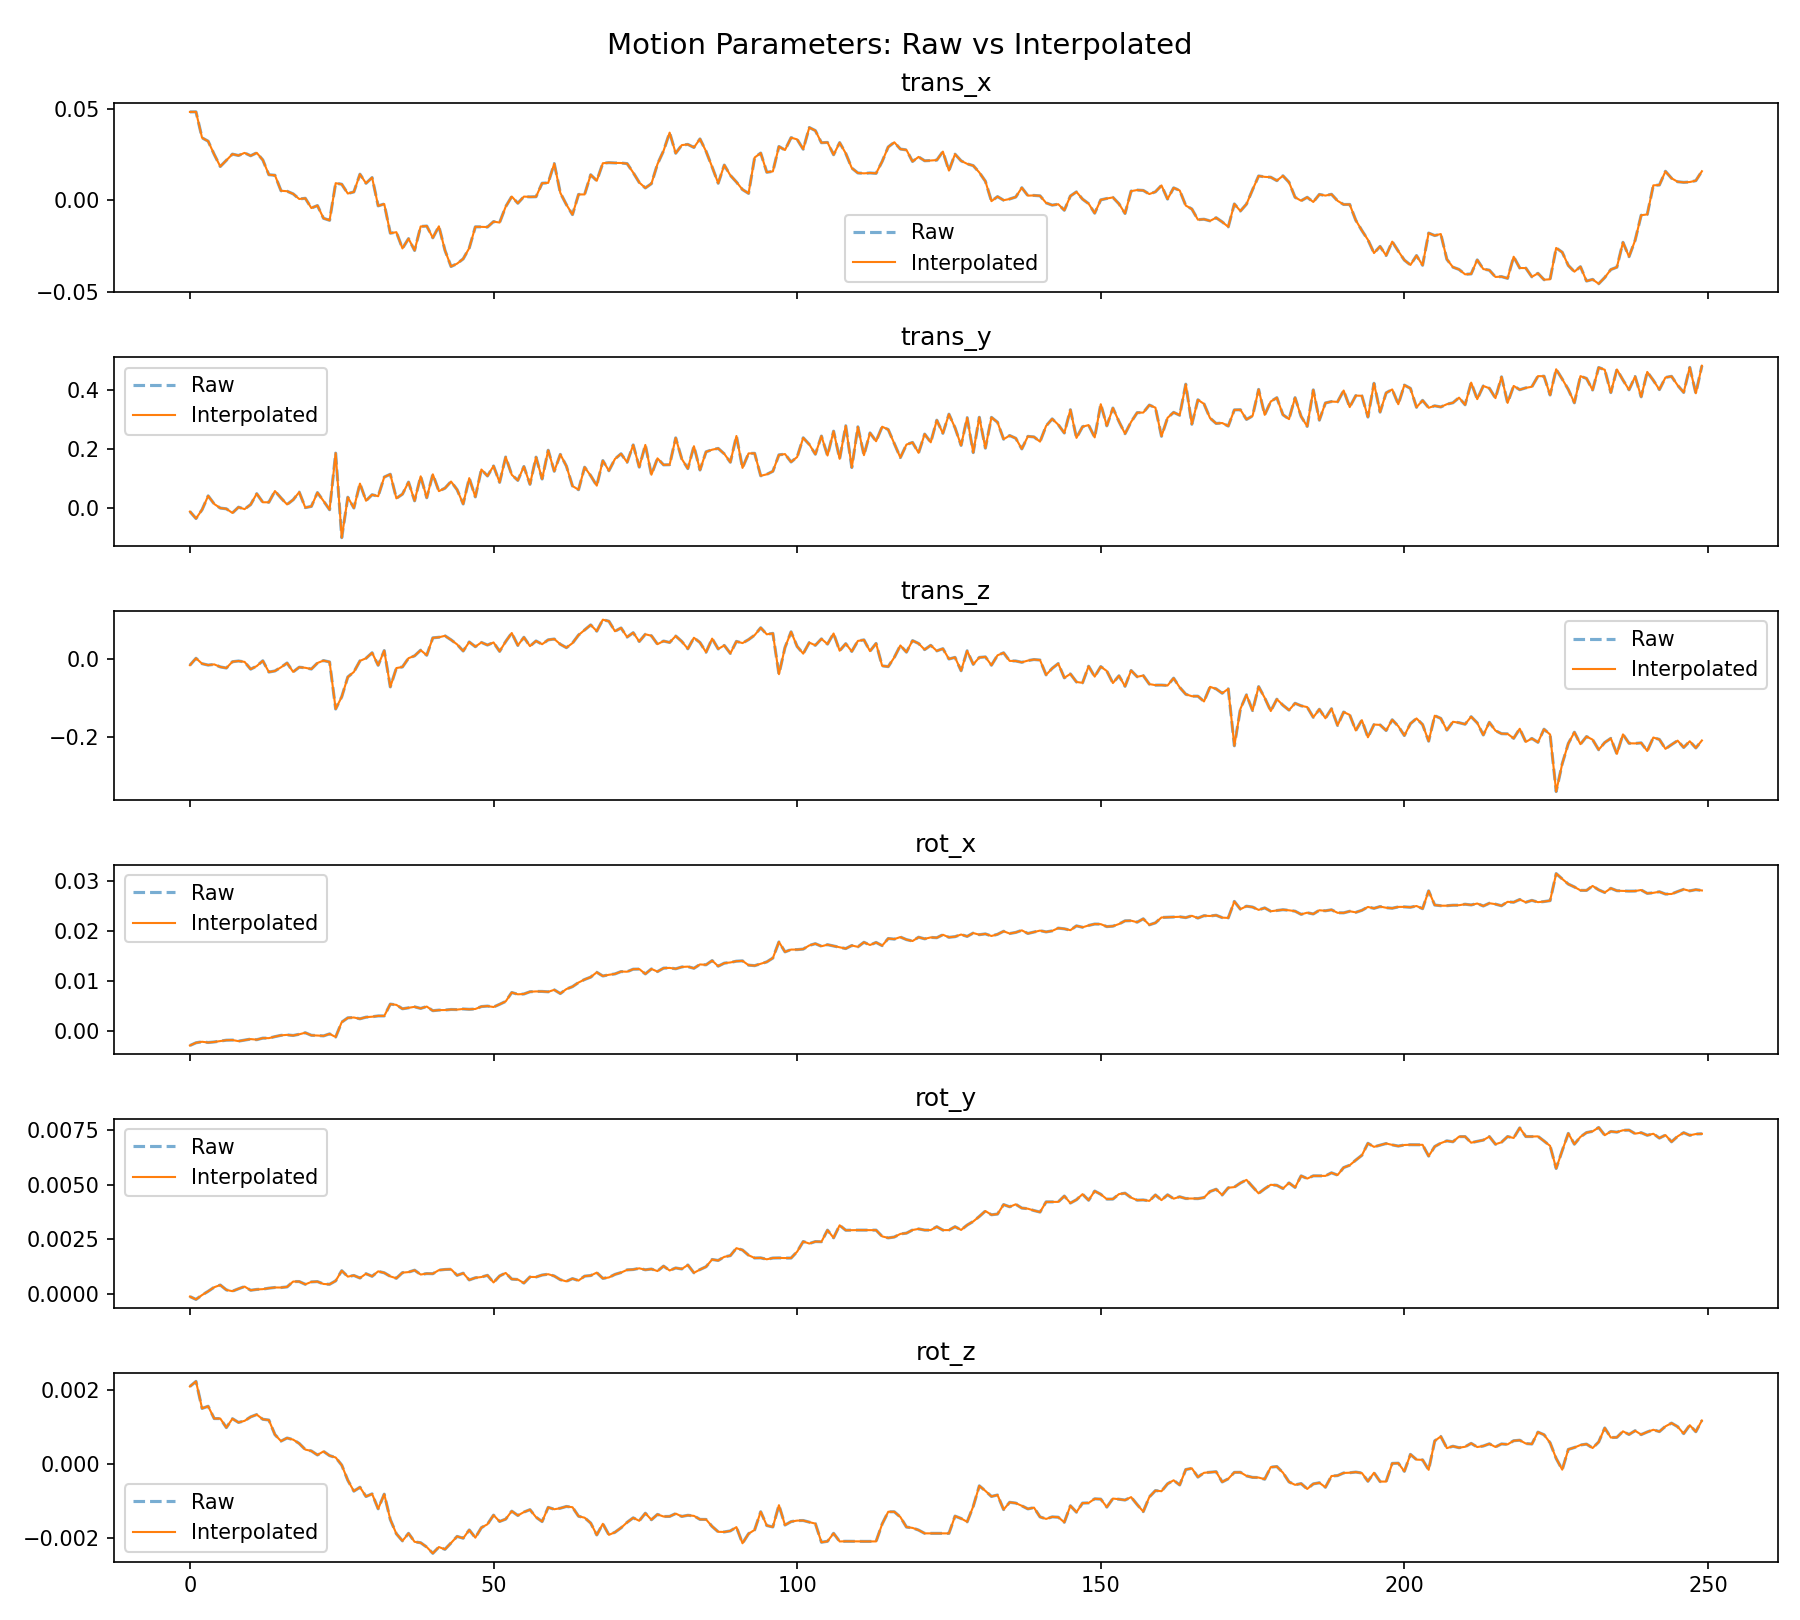 Motion Parameters: Raw vs Interpolated
trans_x
0.05
0.00
−0.05
Raw
Interpolated
trans_y
0.4
0.2
0.0
Raw
Interpolated
trans_z
0.0
−0.2
Raw
Interpolated
rot_x
0.03
0.02
0.01
0.00
Raw
Interpolated
rot_y
0.0075
0.0050
0.0025
0.0000
Raw
Interpolated
rot_z
0.002
0.000
−0.002
Raw
Interpolated
0 50 100 150 200 250